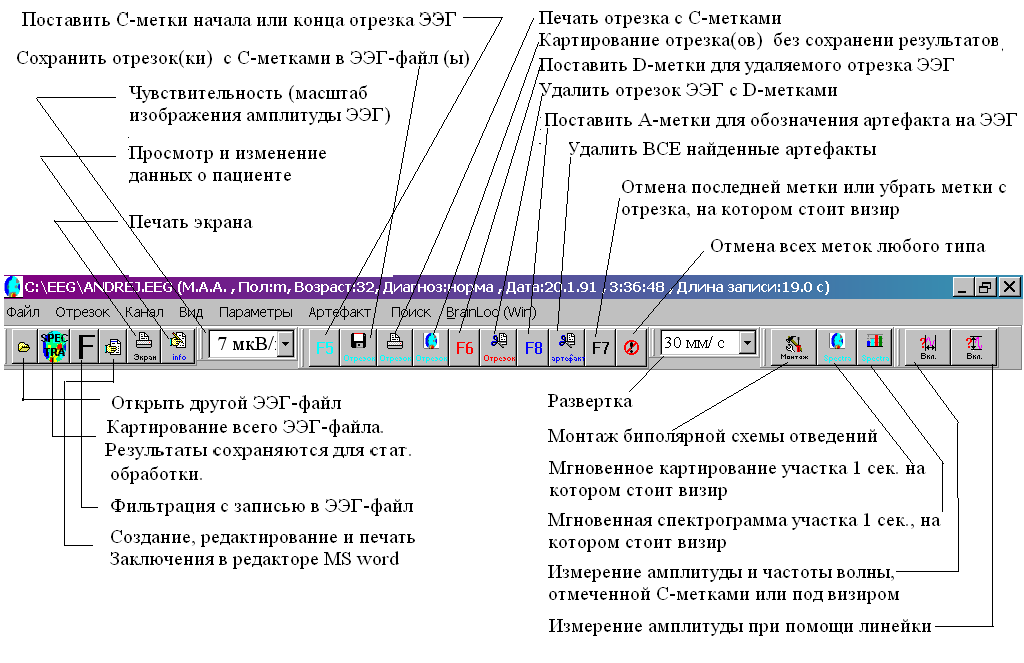 Поставить С-метки начала или конца отрезка ЭЭГ
Сохранить отрезок(ки) с С-метками в ЭЭГ-файл (ы)
Чувствительность (масштаб
изображения амплитуды ЭЭГ)
Просмотр и изменение
данных о пациенте
Печать экрана
Печать отрезка с С-метками
Картирование отрезка(ов) без сохранени результатов
Поставить D-метки для удаляемого отрезка ЭЭГ
Удалить отрезок ЭЭГ с D-метками
Поставить А-метки для обозначения артефакта на ЭЭГ
Удалить ВСЕ найденные артефакты
Отмена последней метки или убрать метки с
отрезка, на котором стоит визир
Отмена всех меток любого типа
C:\EEG\ANDREJ.EEG (М.А.А. , Пол:m, Возраст:32, Диагноз:норма , Дата:20.1.91 , 3:36:48 , Длина записи:19.0 с)
Файл Отрезок Канал Вид Параметры Артефакт Поиск BrainLoc (Win)
SPEC TRA F Экран info 7 мкВ/ F5 Отрезок Отрезок Отрезок F6 Отрезок F8 артефакт F7 30 мм/ с Монтаж Вкл. Вкл.
Открыть другой ЭЭГ-файл
Картирование всего ЭЭГ-файла.
Результаты сохраняются для стат.
обработки.
Фильтрация с записью в ЭЭГ-файл
Создание, редактирование и печать
Заключения в редакторе MS word
Развертка
Монтаж биполярной схемы отведений
Мгновенное картирование участка 1 сек. на
котором стоит визир
Мгновенная спектрограмма участка 1 сек., на
котором стоит визир
Измерение амплитуды и частоты волны,
отмеченной С-метками или под визиром
Измерение амплитуды при помощи линейки